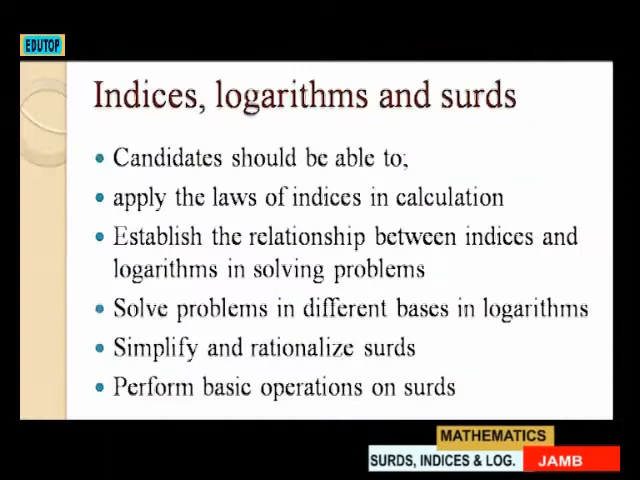 EDUTOP
Indices, logarithms and surds
• Candidates should be able to;
• apply the laws of indices in calculation
• Establish the relationship between indices and
logarithms in solving problems
• Solve problems in different bases in logarithms
• Simplify and rationalize surds
• Perform basic operations on surds
MATHEMATICS
SURDS, INDICES & LOG. JAMB